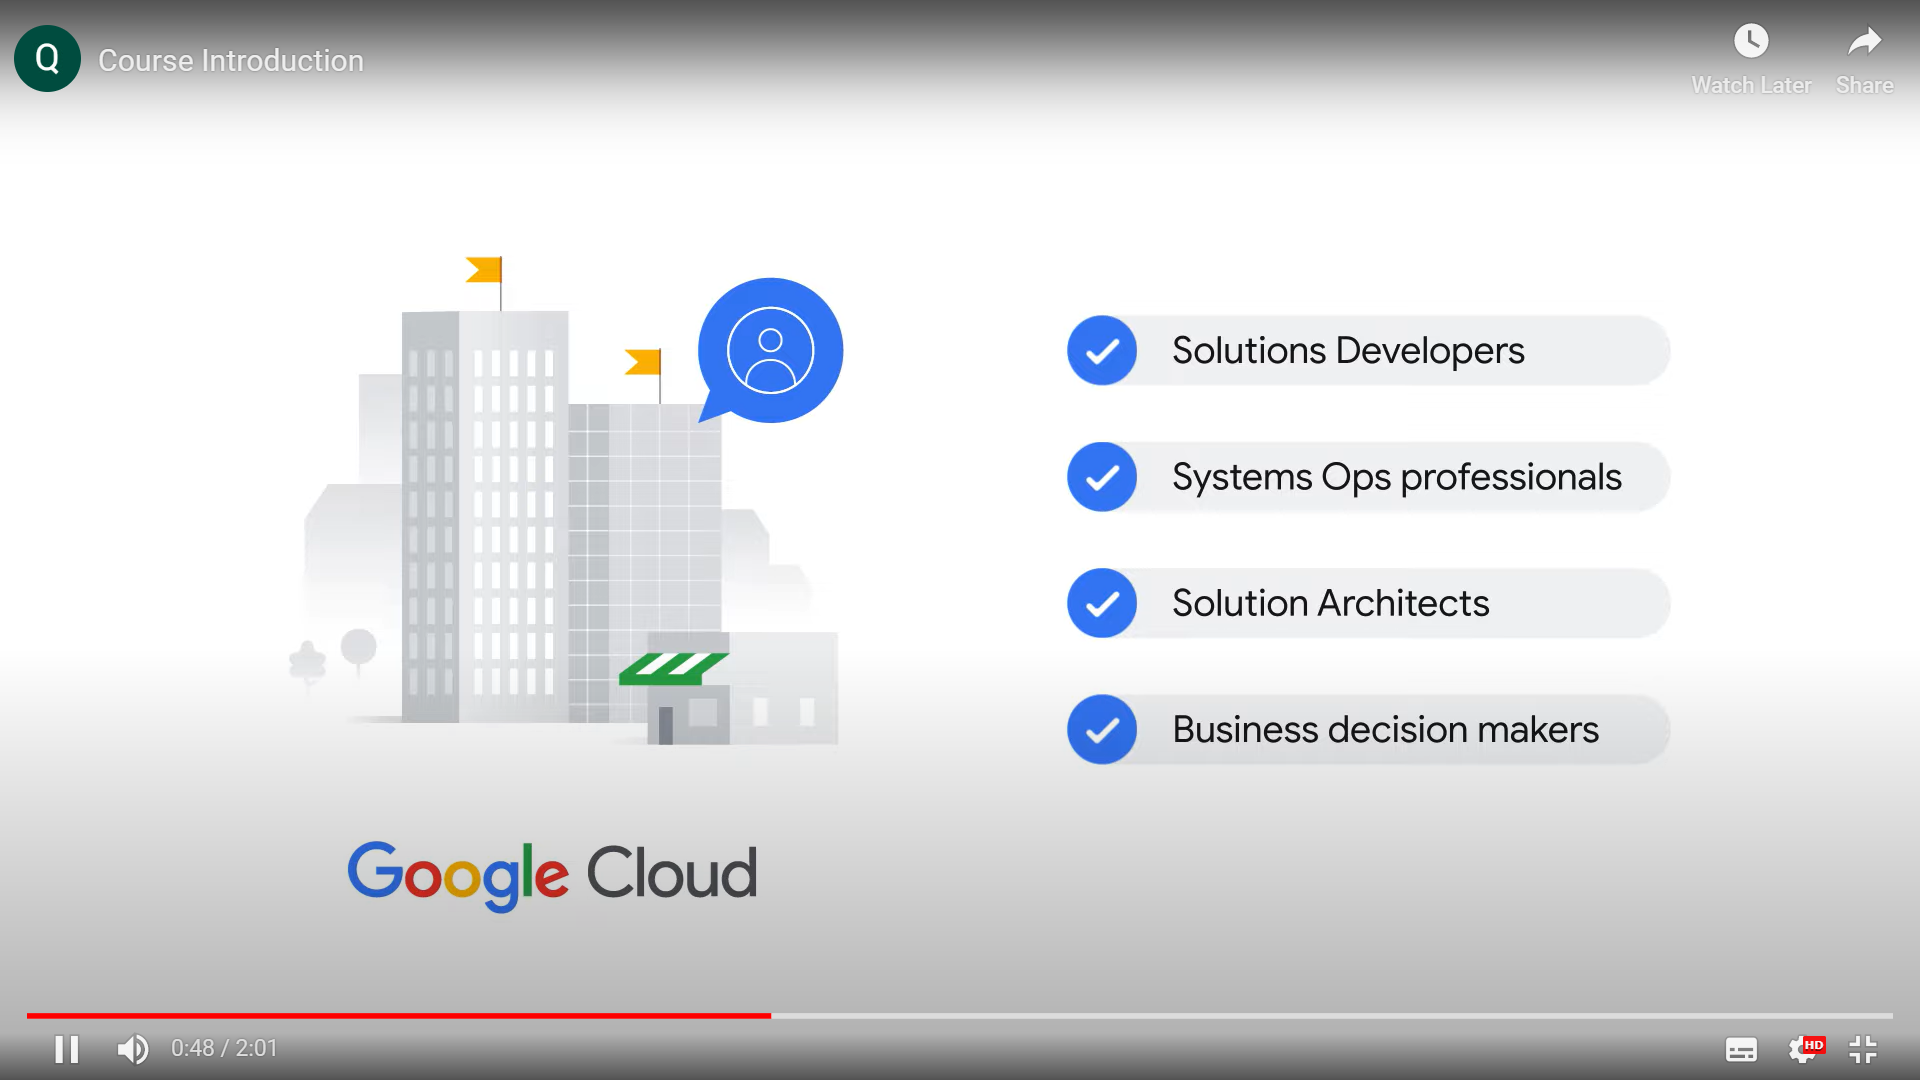 Q
Course Introduction
Watch Later
Share
Solutions Developers
Systems Ops professionals
Solution Architects
Business decision makers
Google Cloud
0:48 / 2:01
HD